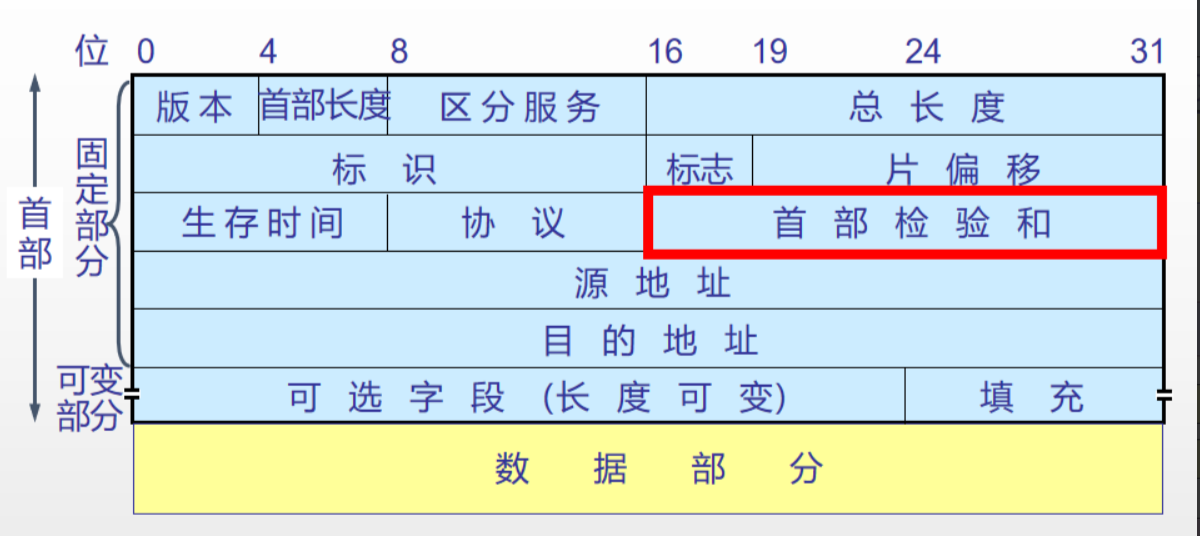 位 0 4 8 16 19 24 31
版本 首部长度 区分服务 总长度
标识 标志 片偏移
生存时间 协议 首部检验和
源地址
目的地址
可选字段 (长度可变) 填充
数据部分
首部
固定部分
可变
部分